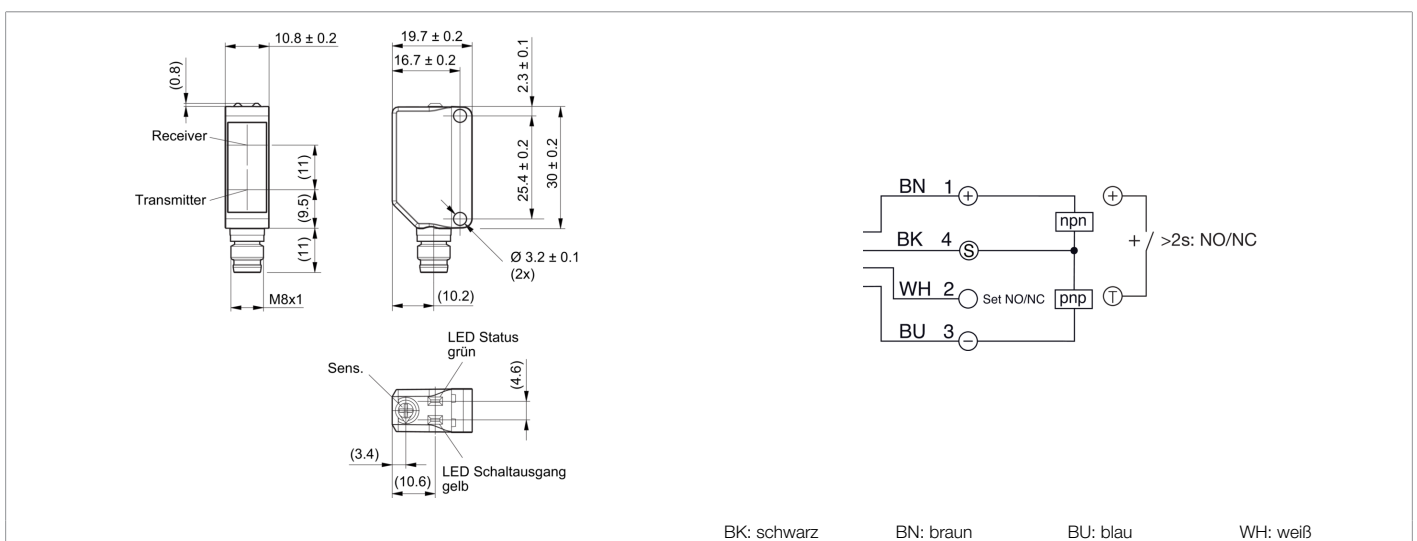 10.8 ± 0.2
(0.8)
Receiver
Transmitter
(11)
(9.5)
(11)
M8x1
19.7 ± 0.2
16.7 ± 0.2
2.3 ± 0.1
25.4 ± 0.2
30 ± 0.2
Ø 3.2 ± 0.1
(2x)
(10.2)
LED Status
grün
Sens.
(4.6)
(3.4)
(10.6)
LED Schaltausgang
gelb
BN 1 +
npn
BK 4 S
WH 2 Set NO/NC
pnp
BU 3 −
+
+ / >2s: NO/NC
T
BK: schwarz BN: braun BU: blau WH: weiß